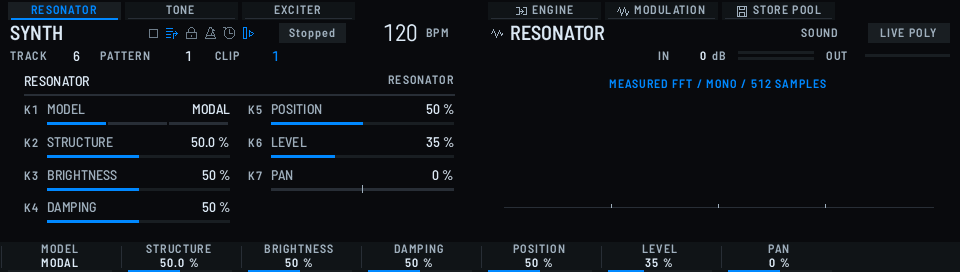 RESONATOR TONE EXCITER ENGINE MODULATION STORE POOL
SYNTH Stopped 120 BPM RESONATOR SOUND LIVE POLY
TRACK 6 PATTERN 1 CLIP 1 IN 0 dB OUT
RESONATOR RESONATOR MEASURED FFT / MONO / 512 SAMPLES
K1 MODEL MODAL K5 POSITION 50 %
K2 STRUCTURE 50.0 % K6 LEVEL 35 %
K3 BRIGHTNESS 50 % K7 PAN 0 %
K4 DAMPING 50 %
MODEL STRUCTURE BRIGHTNESS DAMPING POSITION LEVEL PAN
MODAL 50.0 % 50 % 50 % 50 % 35 % 0 %